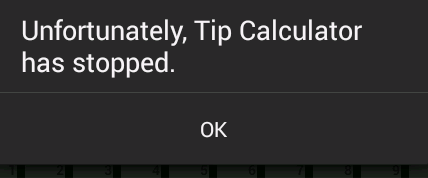 Unfortunately, Tip Calculator
has stopped.
OK